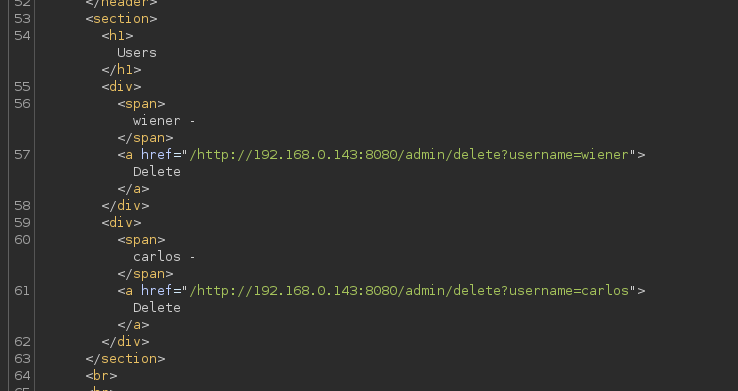 52 </header>
53 <section>
54 <h1>
Users
</h1>
55 <div>
56 <span>
wiener -
</span>
57 <a href="/http://192.168.0.143:8080/admin/delete?username=wiener">
Delete
</a>
58 </div>
59 <div>
60 <span>
carlos -
</span>
61 <a href="/http://192.168.0.143:8080/admin/delete?username=carlos">
Delete
</a>
62 </div>
63 </section>
64 <br>
65 <br>